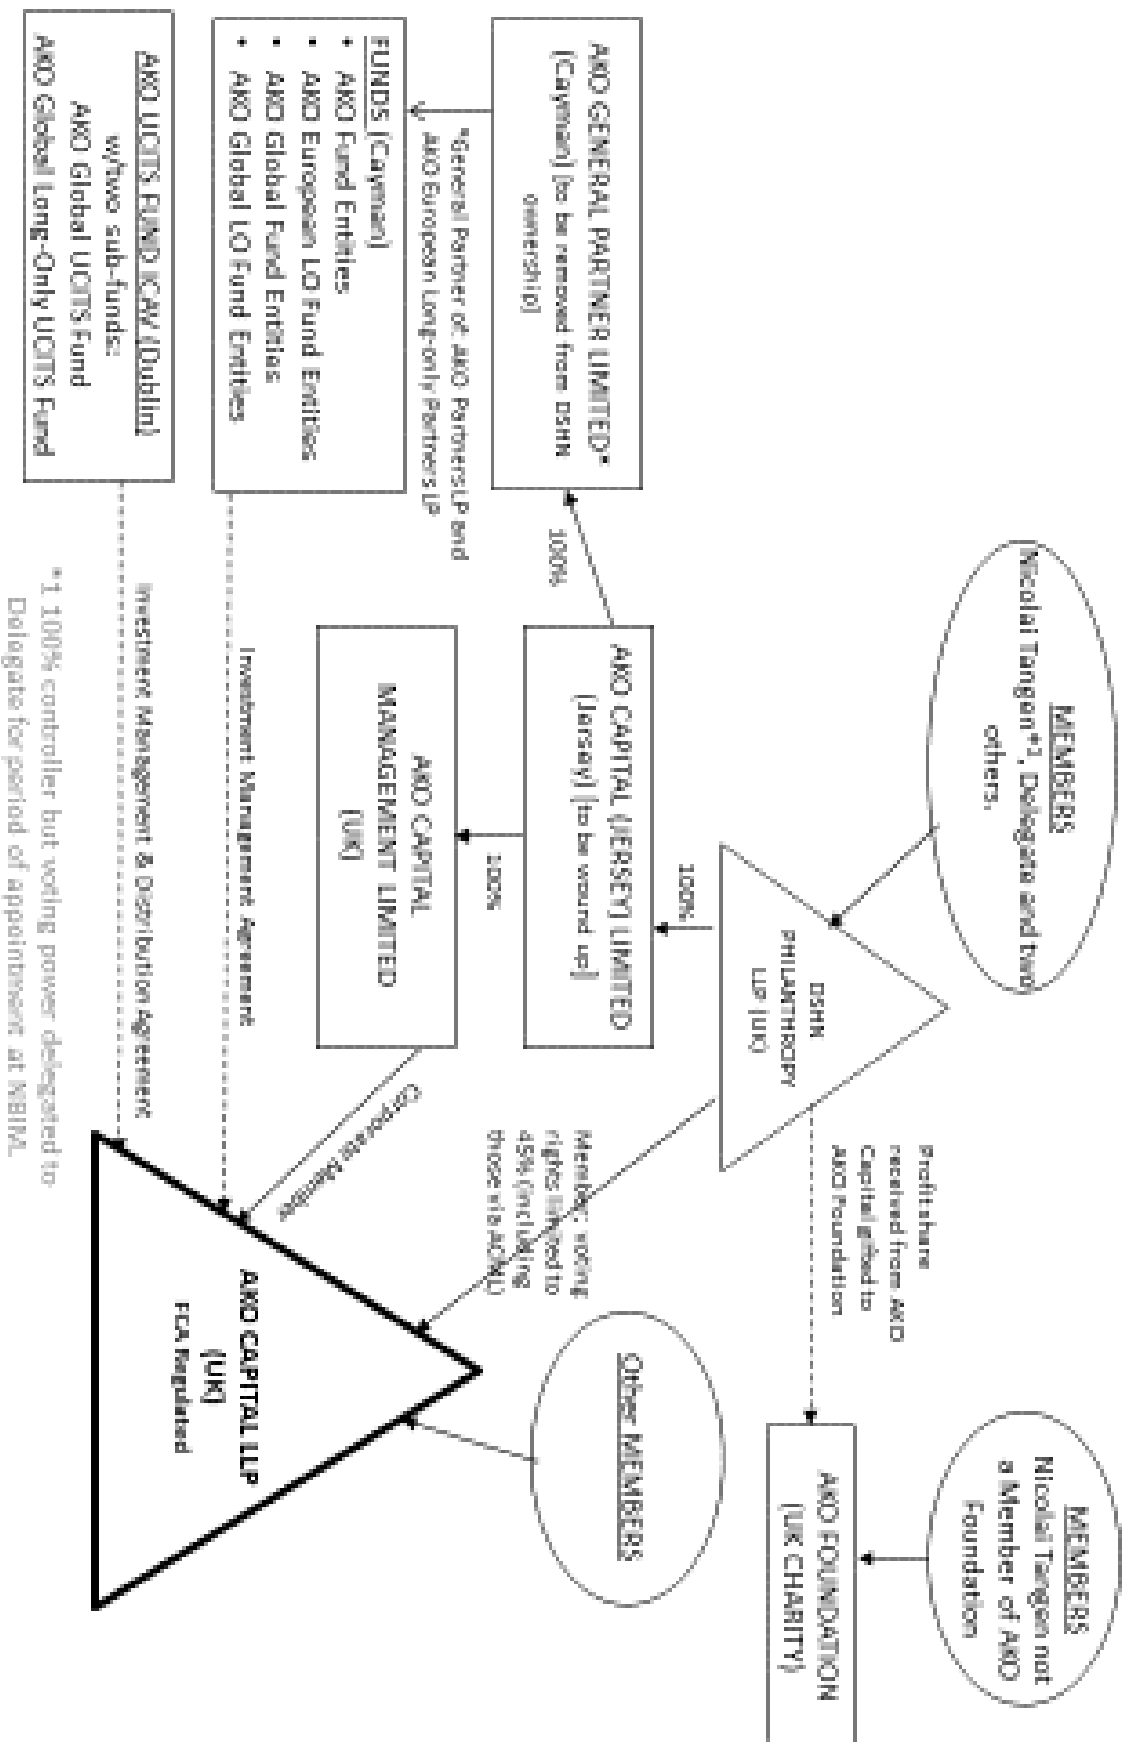 MEMBERS
Nicolai Tangen*1, Delegate and two
others.
MEMBERS
Nicolai Tangen not
a Member of AKO
Foundation
DSHN
PHILANTHROPY
LLP (UK)
Profit share
received from AKO
Capital gifted to
AKO Foundation
AKO FOUNDATION
(UK CHARITY)
100%
AKO GENERAL PARTNER LIMITED*
(Cayman) [to be removed from DSHN
ownership]
100%
AKO CAPITAL (JERSEY) LIMITED
(Jersey) [to be wound up]
Member: voting
rights limited to
45% (including
those via ACML)
Other MEMBERS
*General Partner of: AKO Partners LP and
AKO European Long-only Partners LP
100%
FUNDS (Cayman)
• AKO Fund Entities
• AKO European LO Fund Entities
• AKO Global Fund Entities
• AKO Global LO Fund Entities
AKO CAPITAL
MANAGEMENT LIMITED
(UK)
Corporate Member
Investment Management Agreement
AKO CAPITAL LLP
(UK)
FCA Regulated
AKO UCITS FUND ICAV (Dublin)
w/two sub-funds:
AKO Global UCITS Fund
AKO Global Long-Only UCITS Fund
Investment Management & Distribution Agreement
*1 100% controller but voting power delegated to
Delegate for period of appointment at NBIM.